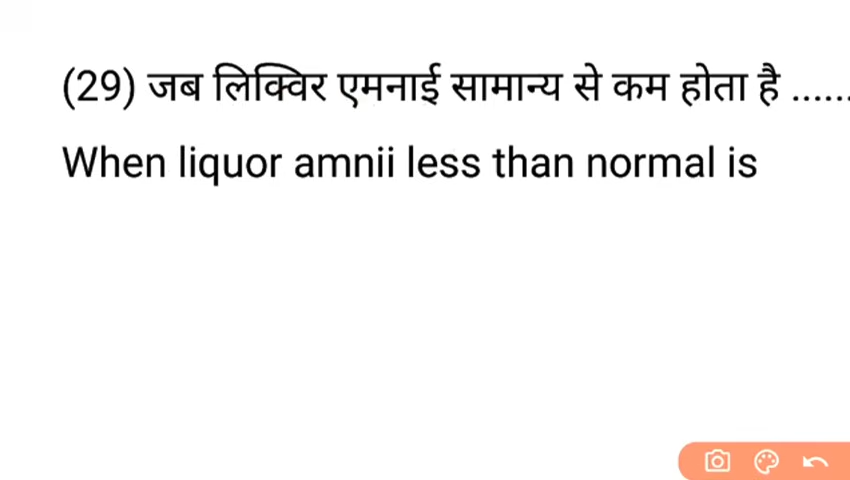 (29) जब लिक्विर एमनाई सामान्य से कम होता है ......
When liquor amnii less than normal is